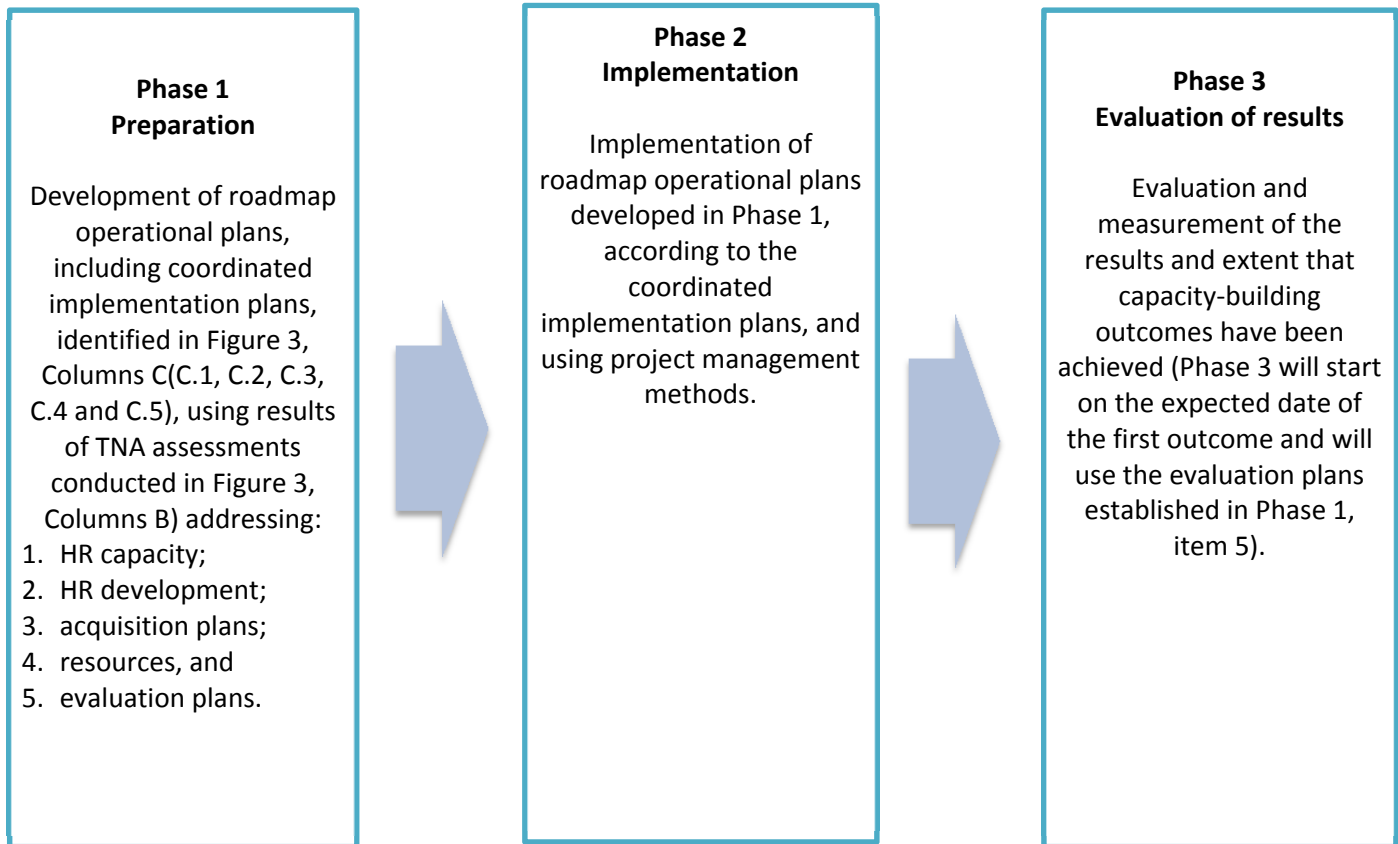 Phase 1
Preparation
Development of roadmap
operational plans,
including coordinated
implementation plans,
identified in Figure 3,
Columns C(C.1, C.2, C.3,
C.4 and C.5), using results
of TNA assessments
conducted in Figure 3,
Columns B) addressing:
1. HR capacity;
2. HR development;
3. acquisition plans;
4. resources, and
5. evaluation plans.
Phase 2
Implementation
Implementation of
roadmap operational plans
developed in Phase 1,
according to the
coordinated
implementation plans, and
using project management
methods.
Phase 3
Evaluation of results
Evaluation and
measurement of the
results and extent that
capacity-building
outcomes have been
achieved (Phase 3 will start
on the expected date of
the first outcome and will
use the evaluation plans
established in Phase 1,
item 5).